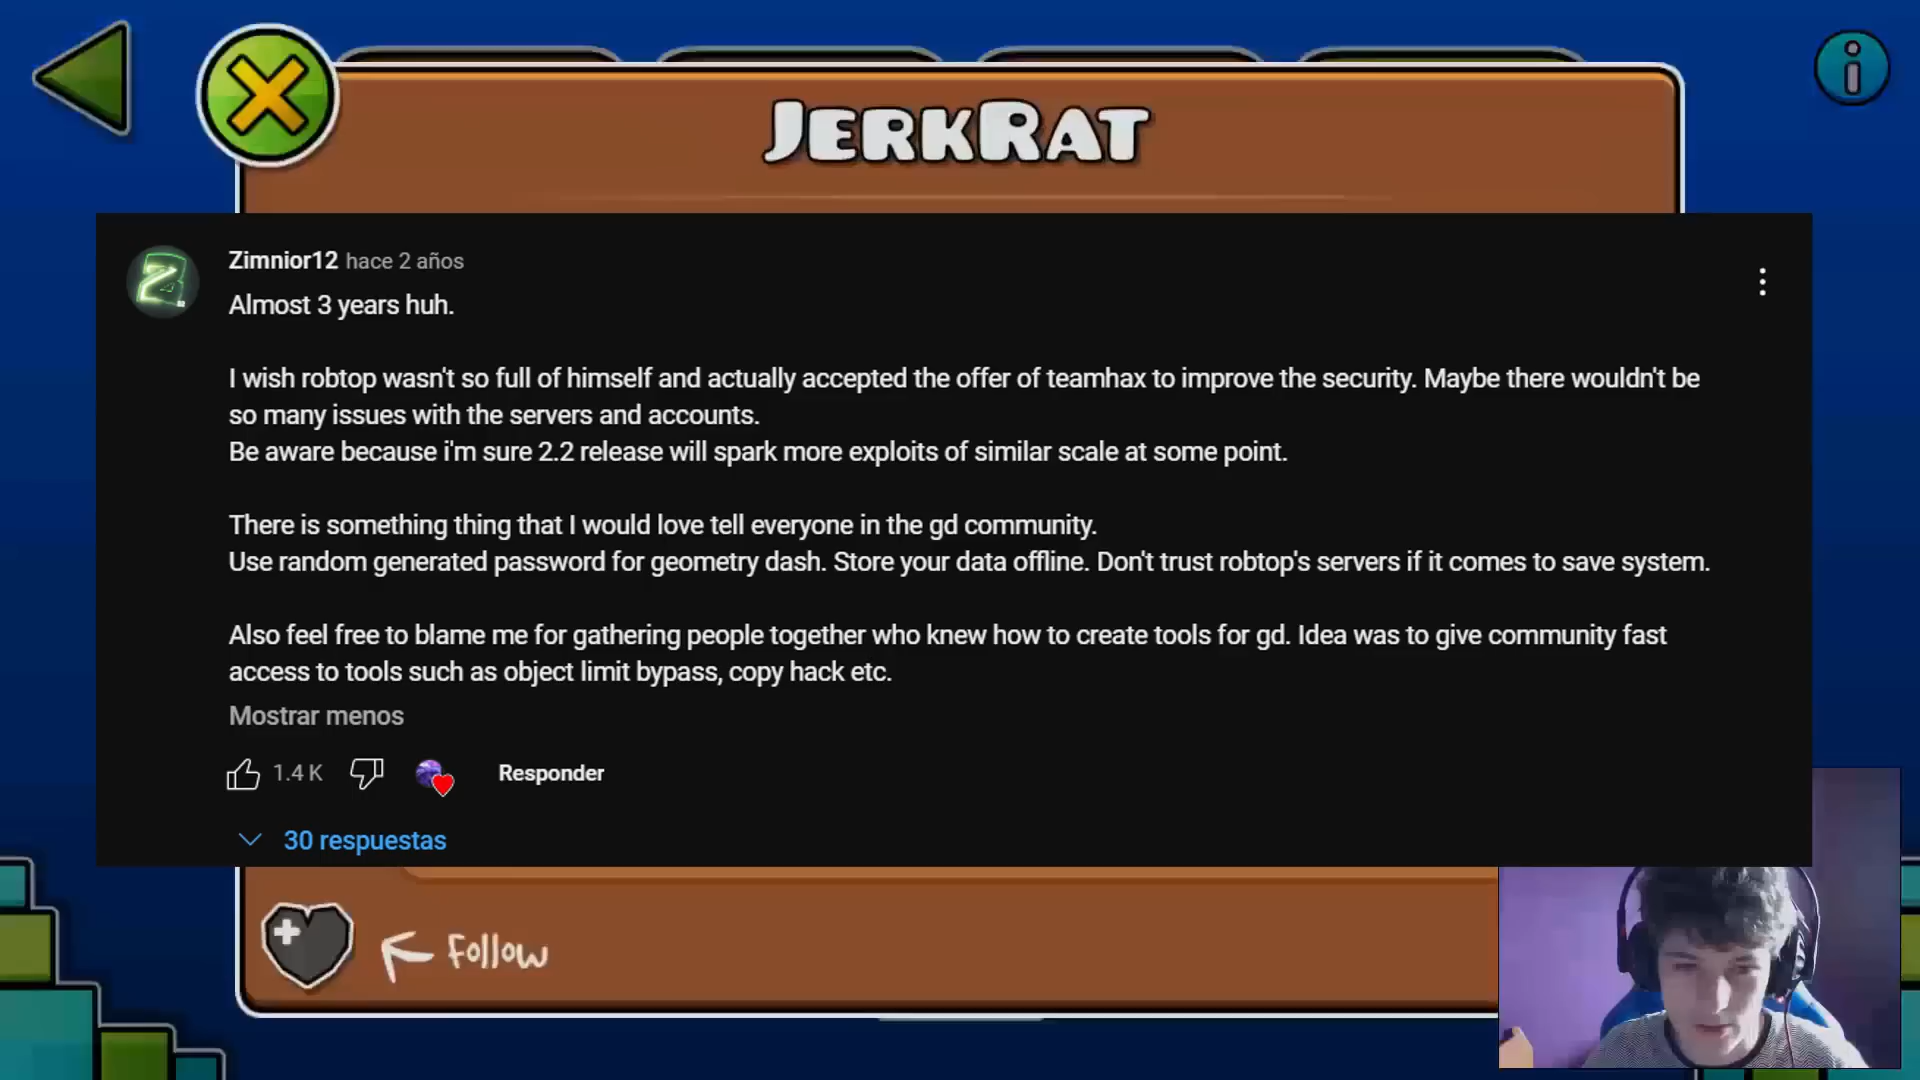 JerkRat
Zimnior12 hace 2 años
Almost 3 years huh.
I wish robtop wasn't so full of himself and actually accepted the offer of teamhax to improve the security. Maybe there wouldn't be
so many issues with the servers and accounts.
Be aware because i'm sure 2.2 release will spark more exploits of similar scale at some point.
There is something thing that I would love tell everyone in the gd community.
Use random generated password for geometry dash. Store your data offline. Don't trust robtop's servers if it comes to save system.
Also feel free to blame me for gathering people together who knew how to create tools for gd. Idea was to give community fast
access to tools such as object limit bypass, copy hack etc.
Mostrar menos
1.4 K Responder
30 respuestas
Follow